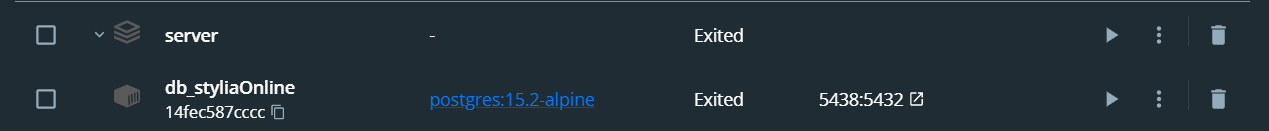 server - Exited
db_styliaOnline
postgres:15.2-alpine Exited 5438:5432
14fec587cccc